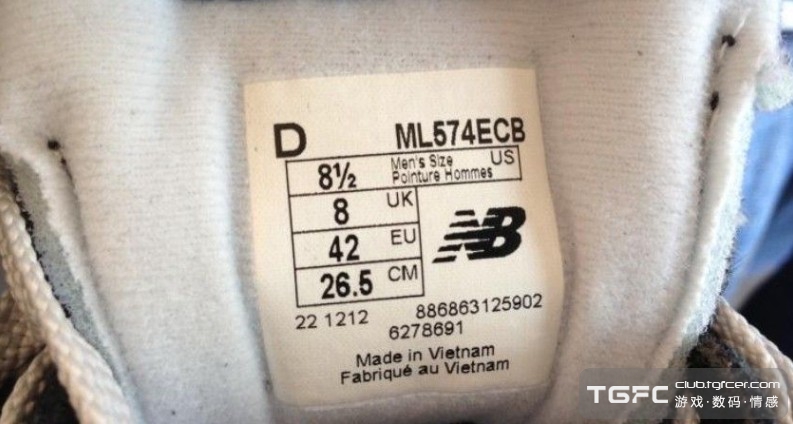 D ML574ECB
8½ Men's Size US
Pointure Hommes
8 UK
42 EU
26.5 CM
NB
22 1212 886863125902
6278691
Made in Vietnam
Fabriqué au Vietnam
TGFC club.tgfcer.com
游戏·数码·情感